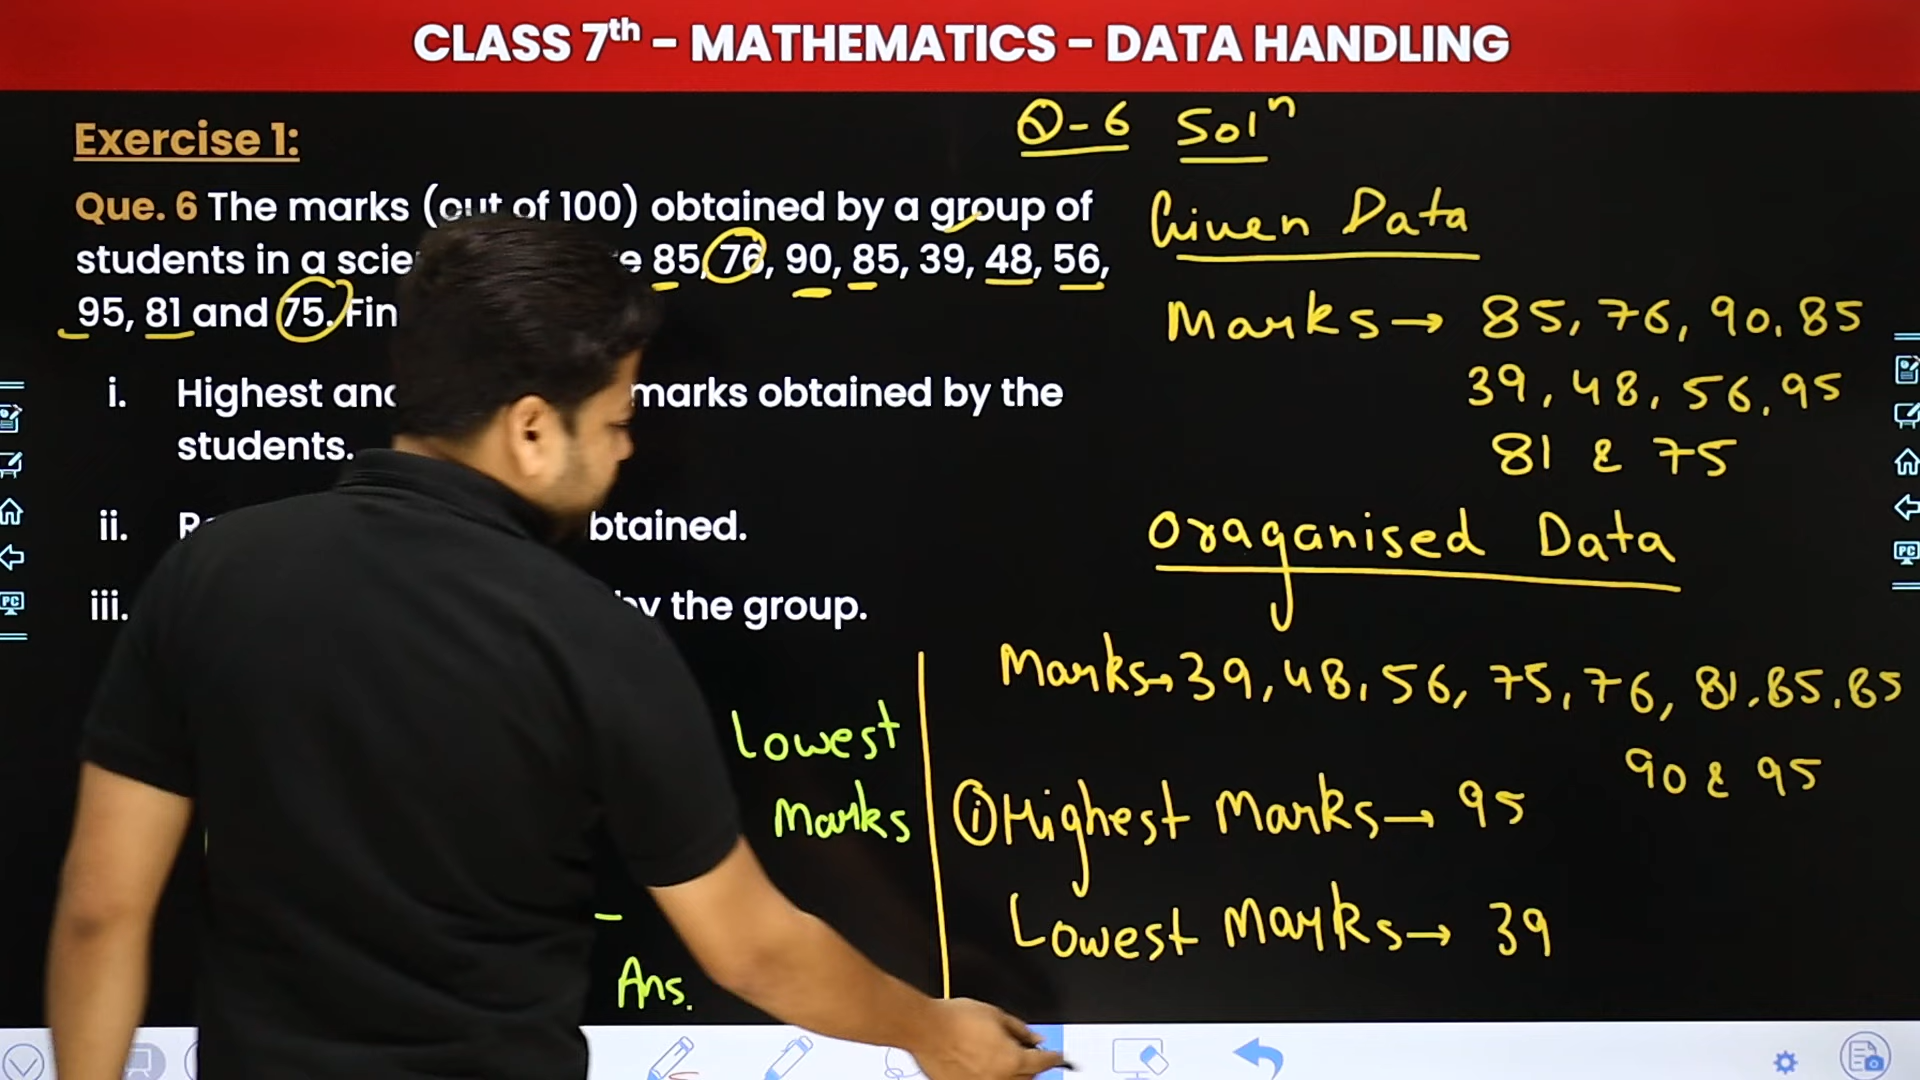 CLASS 7th - MATHEMATICS - DATA HANDLING
Exercise 1:
Que. 6 The marks (out of 100) obtained by a group of
students in a 85, 76, 90, 85, 39, 48, 56,
95, 81 and 75.
i. Highest marks obtained by the
students.
ii. obtained.
iii. by the group.
Lowest
Marks
Ans.
Q-6 Solⁿ
Given Data
Marks → 85, 76, 90, 85
39, 48, 56, 95
81 & 75
Oraganised Data
Marks → 39, 48, 56, 75, 76, 81, 85, 85
90 & 95
(i) Highest Marks → 95
Lowest Marks → 39
PC
PC